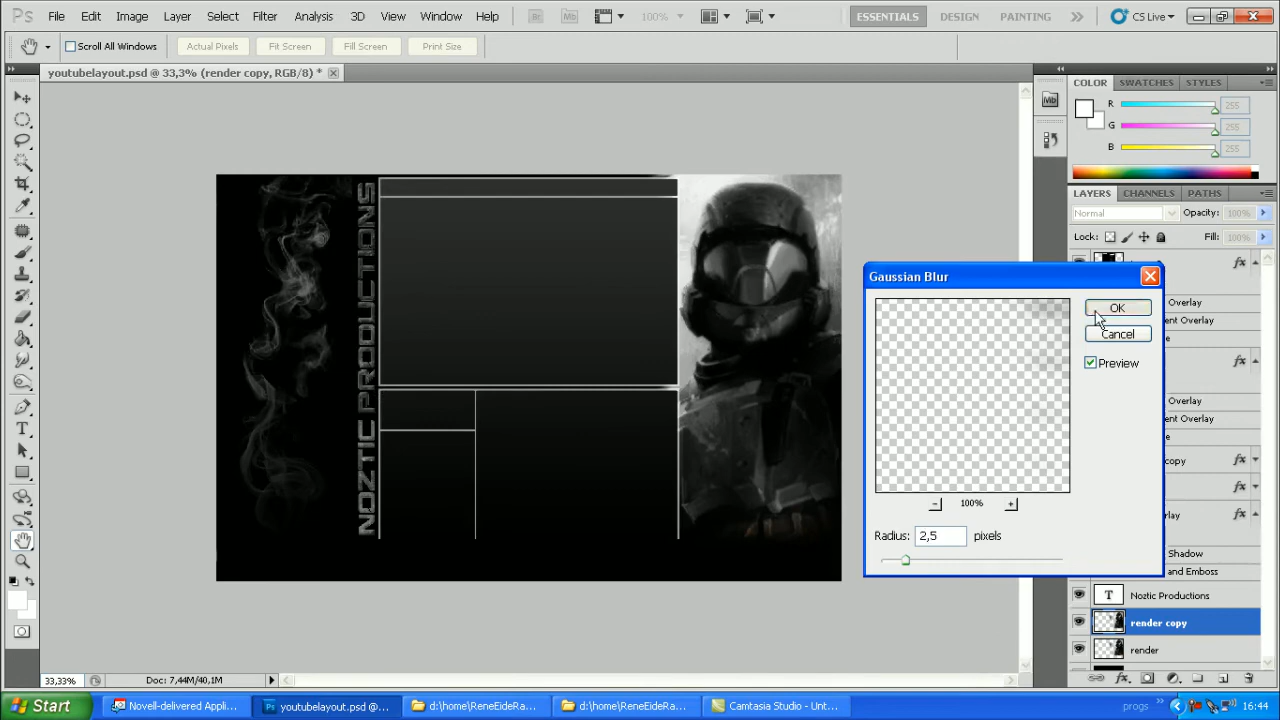 Ps File Edit Image Layer Select Filter Analysis 3D View Window Help Br Mb 100% ESSENTIALS DESIGN PAINTING CS Live
Scroll All Windows Actual Pixels Fit Screen Fill Screen Print Size
youtubelayout.psd @ 33,3% (render copy, RGB/8) *
COLOR SWATCHES STYLES
R 255
G 255
B 255
LAYERS CHANNELS PATHS
Normal Opacity: 100%
Lock: Fill: 100%
NOZTIC PRODUCTIONS
Gaussian Blur
OK
Cancel
Preview
100%
Radius: 2,5 pixels
Overlay
ent Overlay
e
Overlay
ent Overlay
e
copy
lay
Shadow
and Emboss
T Noztic Productions
render copy
render
33,33% Doc: 7,44M/40,1M
Start Novell-delivered Appli... youtubelayout.psd @... d:\home\ReneEideRa... d:\home\ReneEideRa... Camtasia Studio - Unt... progs 16:44